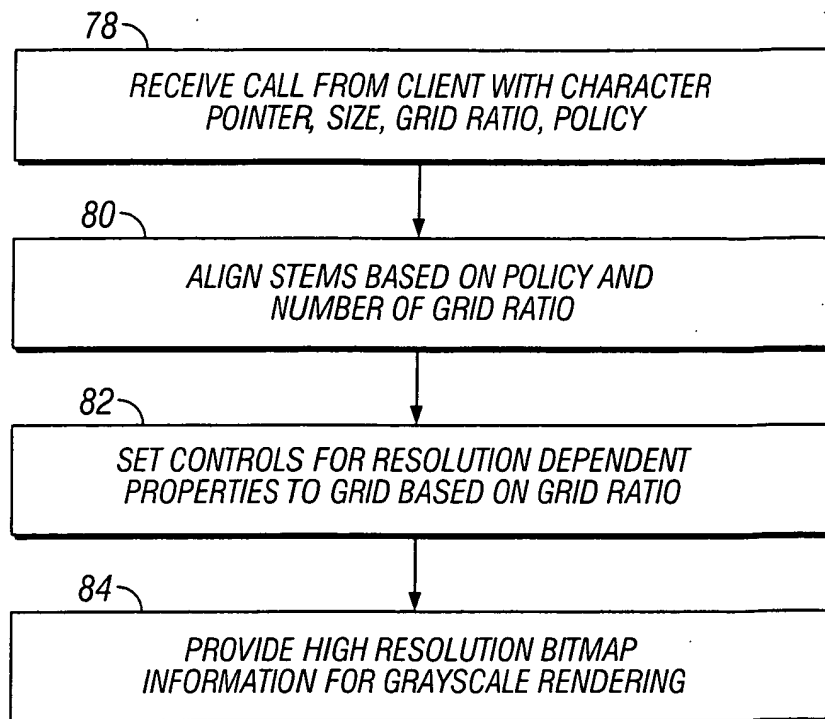 78
RECEIVE CALL FROM CLIENT WITH CHARACTER
POINTER, SIZE, GRID RATIO, POLICY
80
ALIGN STEMS BASED ON POLICY AND
NUMBER OF GRID RATIO
82
SET CONTROLS FOR RESOLUTION DEPENDENT
PROPERTIES TO GRID BASED ON GRID RATIO
84
PROVIDE HIGH RESOLUTION BITMAP
INFORMATION FOR GRAYSCALE RENDERING